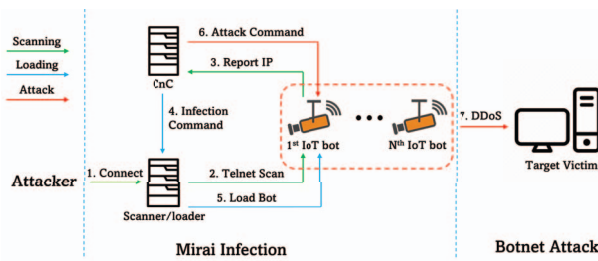 Scanning
Loading
Attack
6. Attack Command
3. Report IP
CnC
4. Infection
Command
1st IoT bot
Nth IoT bot
7. DDoS
Target Victim
Attacker
1. Connect
2. Telnet Scan
5. Load Bot
Scanner/loader
Mirai Infection
Botnet Attack